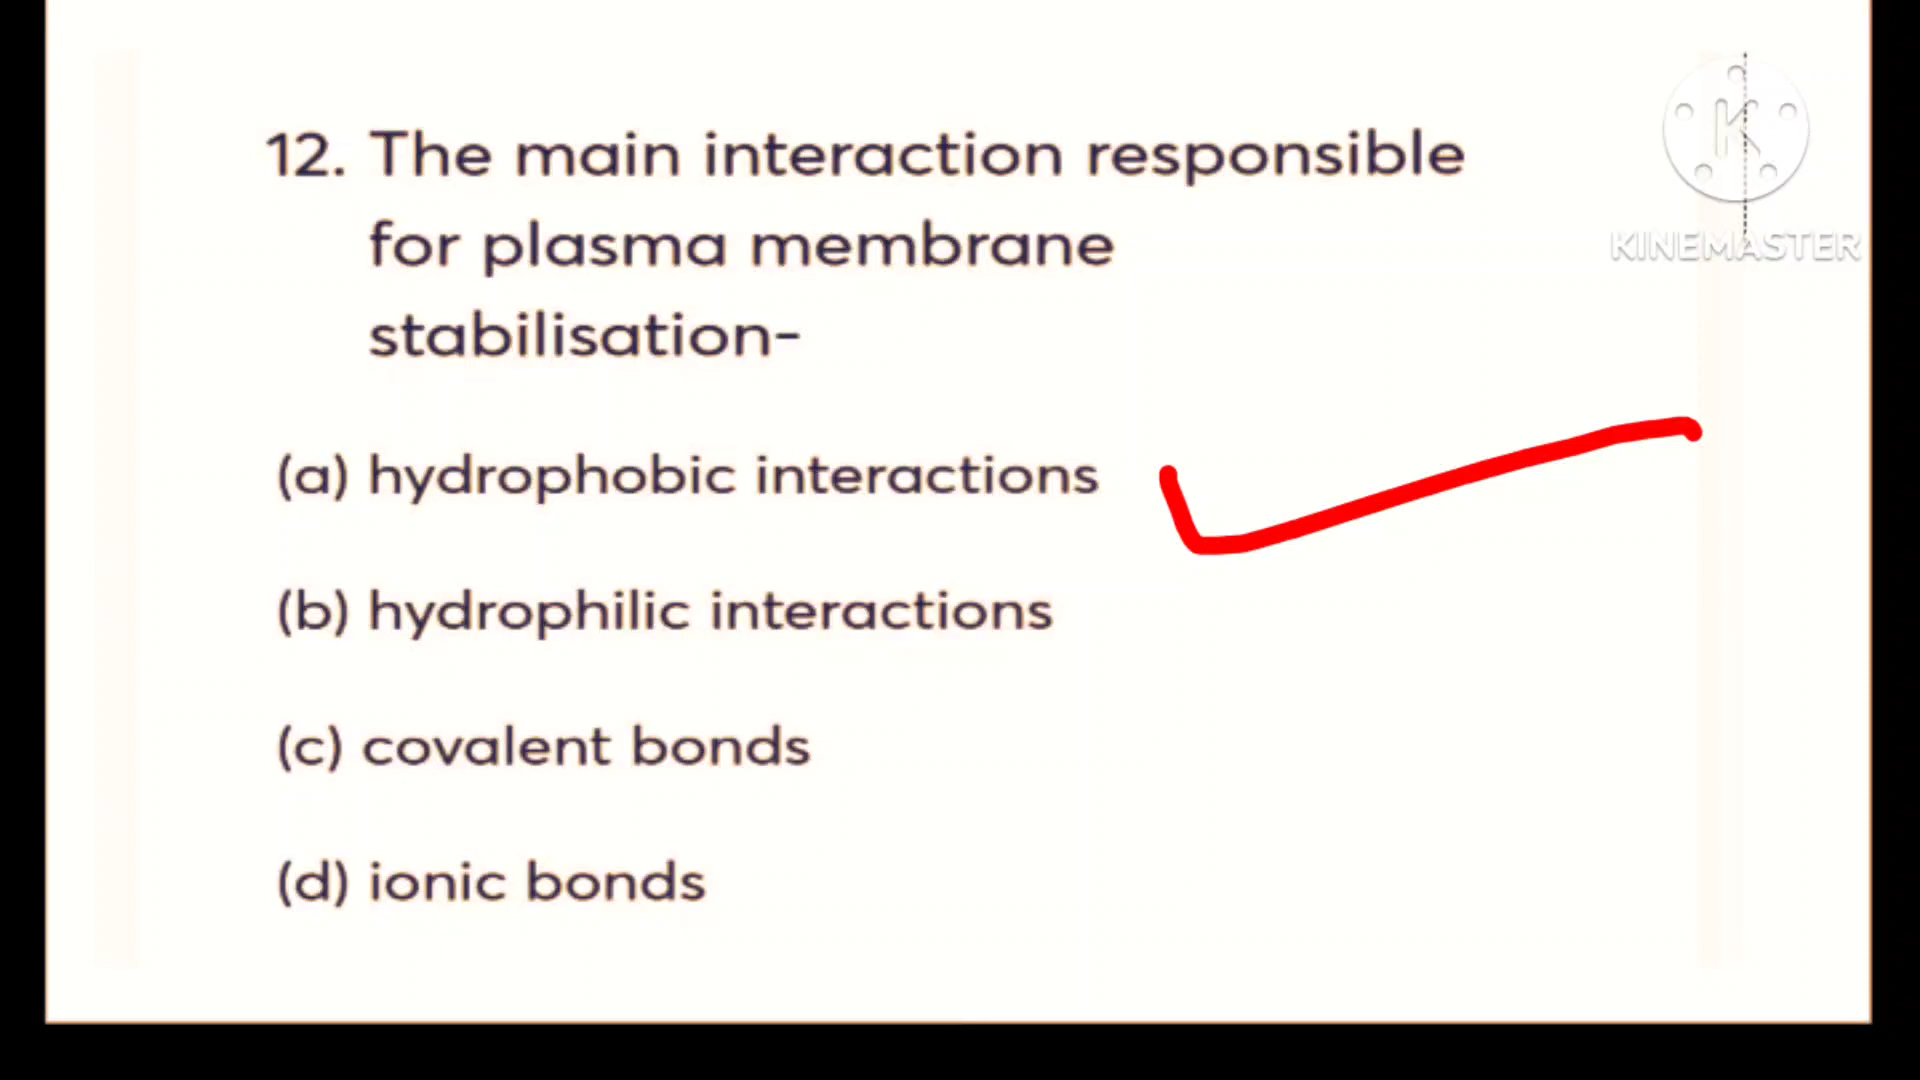 12. The main interaction responsible
for plasma membrane
stabilisation-
(a) hydrophobic interactions
(b) hydrophilic interactions
(c) covalent bonds
(d) ionic bonds
K
KINEMASTER